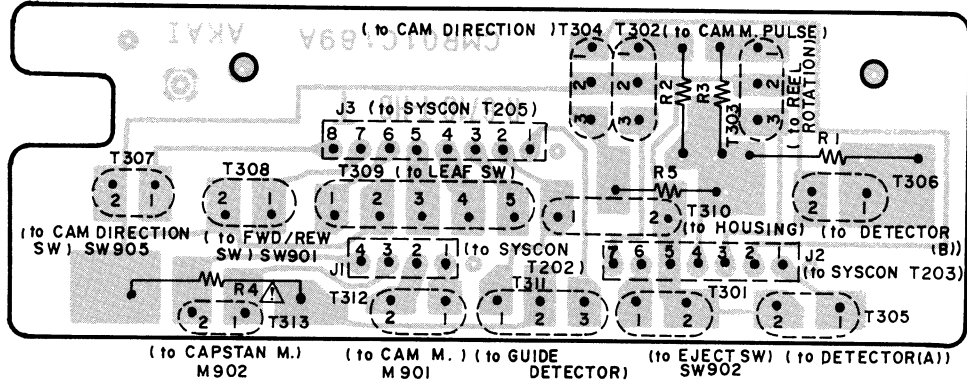 ( to CAM DIRECTION ) T304 T302 ( to CAM M. PULSE )
AKAI
CMB01C, 89A
1 1 1
2 2 R2 R3 2
3 3 T303 3
( to REEL ROTATION )
J3 ( to SYSCON T205 )
8 7 6 5 4 3 2 1
R1
T307 T308 T309 ( to LEAF SW )
R5
T306
2 1
2 1
1 2 3 4 5
1 2
T310
2 1
( to CAM DIRECTION SW ) SW905
( to FWD/REW SW ) SW901
4 3 2 1
J11
( to SYSCON T202 )
( to HOUSING )
( to DETECTOR (B) )
7 6 5 4 3 2 1
J2
( to SYSCON T203 )
R4
T312 T311 T301
2 1 T313
2 1
1 2 3
1 2
2 1 T305
( to CAPSTAN M. )
M902
( to CAM M. )
M901
( to GUIDE DETECTOR )
( to EJECT SW )
SW902
( to DETECTOR (A) )